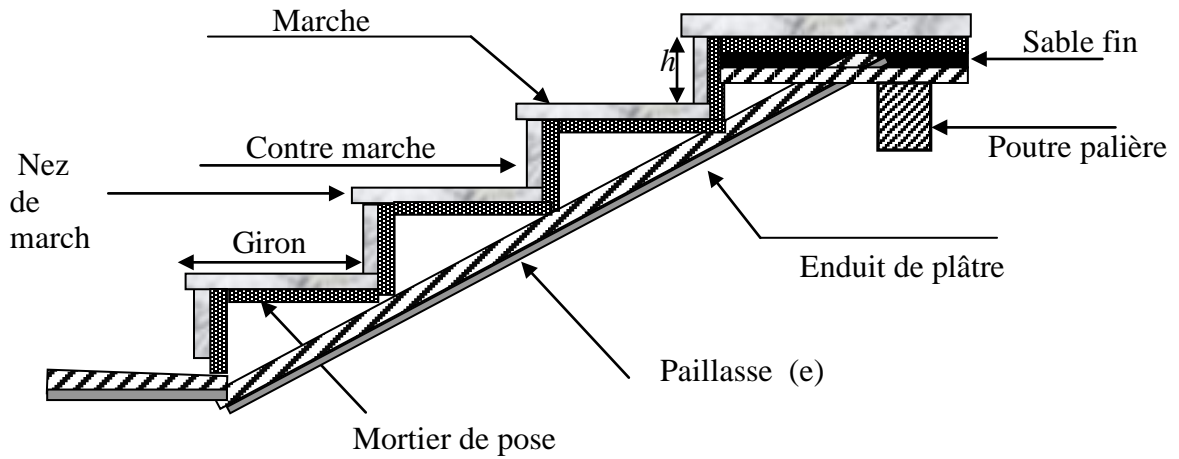 Marche
Sable fin
h
Contre marche
Poutre palière
Nez
de
march
Giron
Enduit de plâtre
Paillasse (e)
Mortier de pose